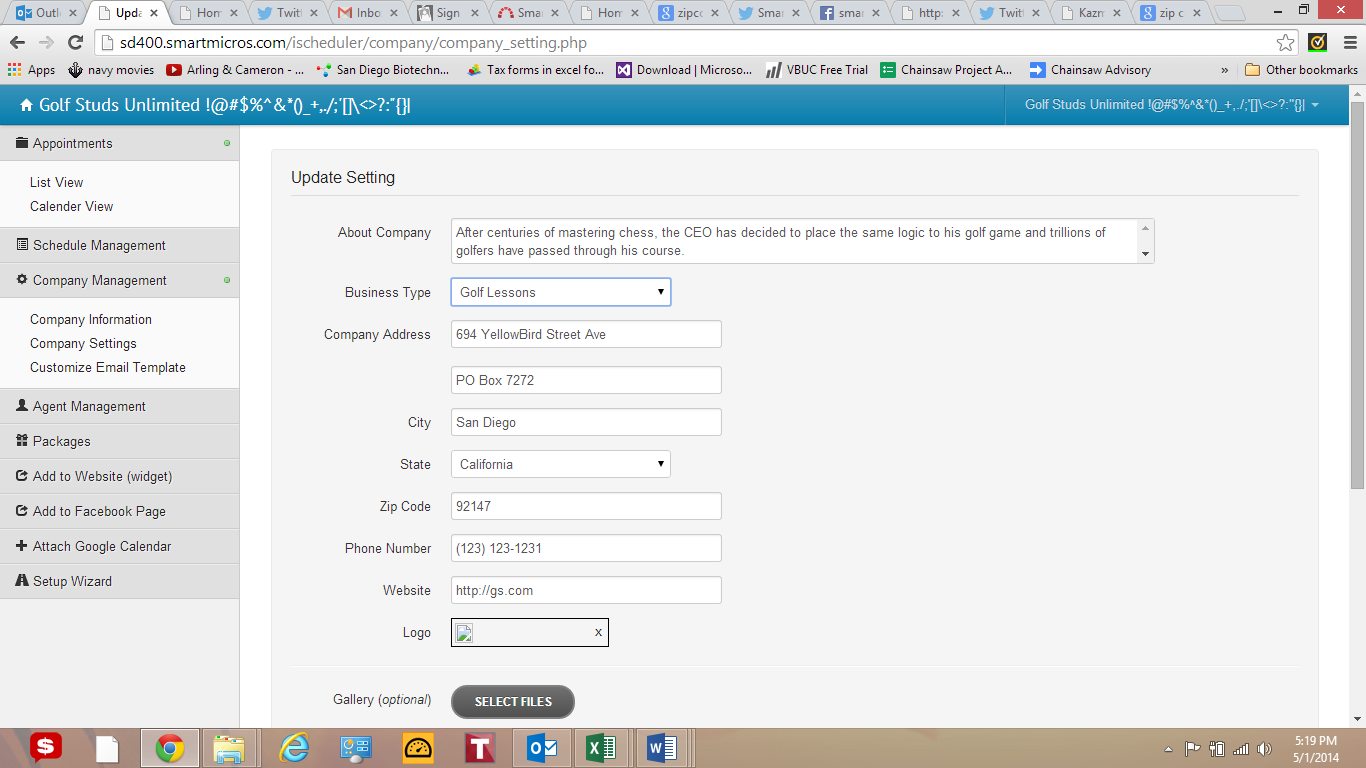 Outl
Upda
Hom
Twitt
Inbo
Sign
Smar
Hom
zipco
Smar
smar
http:
Twitt
Kazm
zip c
sd400.smartmicros.com/ischeduler/company/company_setting.php
Apps
navy movies
Arling & Cameron - ...
San Diego Biotechn...
Tax forms in excel fo...
Download | Microso...
VBUC Free Trial
Chainsaw Project A...
Chainsaw Advisory
»
Other bookmarks
Golf Studs Unlimited !@#$%^&*()_+,./;'[]\<>?:"{}|
Golf Studs Unlimited !@#$%^&*()_+,./;'[]\<>?:"{}|
Appointments
List View
Calender View
Schedule Management
Company Management
Company Information
Company Settings
Customize Email Template
Agent Management
Packages
Add to Website (widget)
Add to Facebook Page
Attach Google Calendar
Setup Wizard
Update Setting
About Company
After centuries of mastering chess, the CEO has decided to place the same logic to his golf game and trillions of
golfers have passed through his course.
Business Type
Golf Lessons
Company Address
694 YellowBird Street Ave
PO Box 7272
City
San Diego
State
California
Zip Code
92147
Phone Number
(123) 123-1231
Website
http://gs.com
Logo
x
Gallery (optional)
SELECT FILES
5:19 PM
5/1/2014